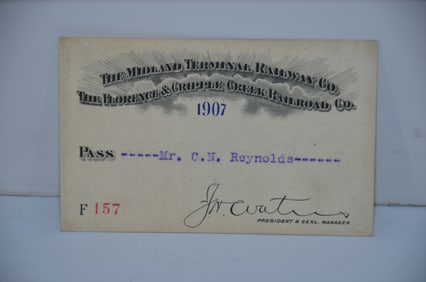 THE MIDLAND TERMINAL RAILWAY CO.
THE FLORENCE & CRIPPLE CREEK RAILROAD CO.
1907
PASS -----Mr. C.N. Reynolds------
F 157
PRESIDENT & GENL. MANAGER.